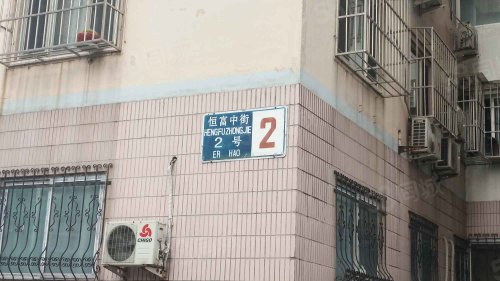 恒富中街
HENGFUZHONGJIE
2 号
ER HAO
2
CHIGO